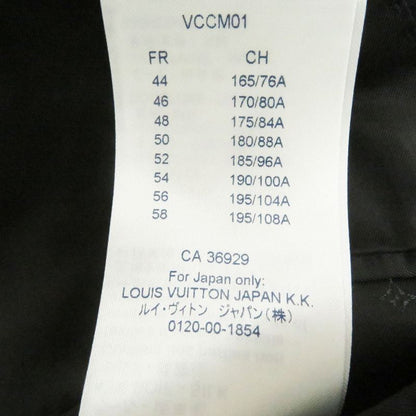 VCCM01
FR CH
44 165/76A
46 170/80A
48 175/84A
50 180/88A
52 185/96A
54 190/100A
56 195/104A
58 195/108A
CA 36929
For Japan only:
LOUIS VUITTON JAPAN K.K.
ルイ・ヴィトン ジャパン(株)
0120-00-1854